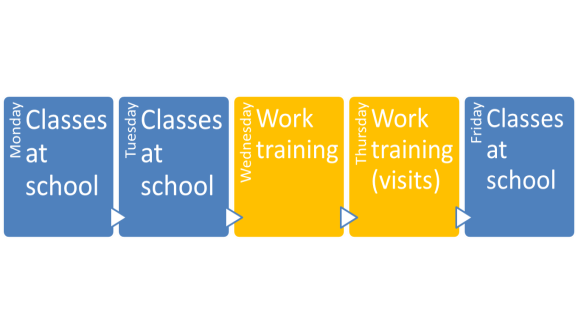 Monday
Classes
at
school
Tuesday
Classes
at
school
Wednesday
Work
training
Thursday
Work
training
(visits)
Friday
Classes
at
school